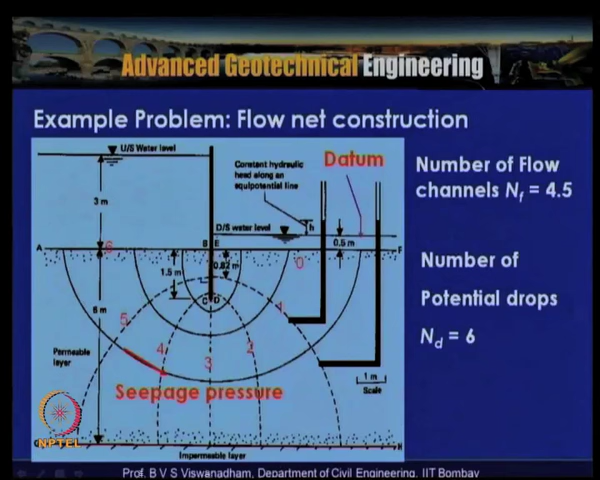 Advanced Geotechnical Engineering
Example Problem: Flow net construction
U/S Water level
Constant hydraulic
head along an
equipotential line
Datum
Number of Flow
channels Nf = 4.5
3 m
h
D/S water level
A
6
B
E
0.5 m
F
1.5 m
0.82 m
0
Number of
Potential drops
Nd = 6
C
D
6 m
5
1
4
3
2
Permeable
layer
1 m
Scale
Seepage pressure
NPTEL
H
Impermeable layer
Prof. B V S Viswanadham, Department of Civil Engineering, IIT Bombay